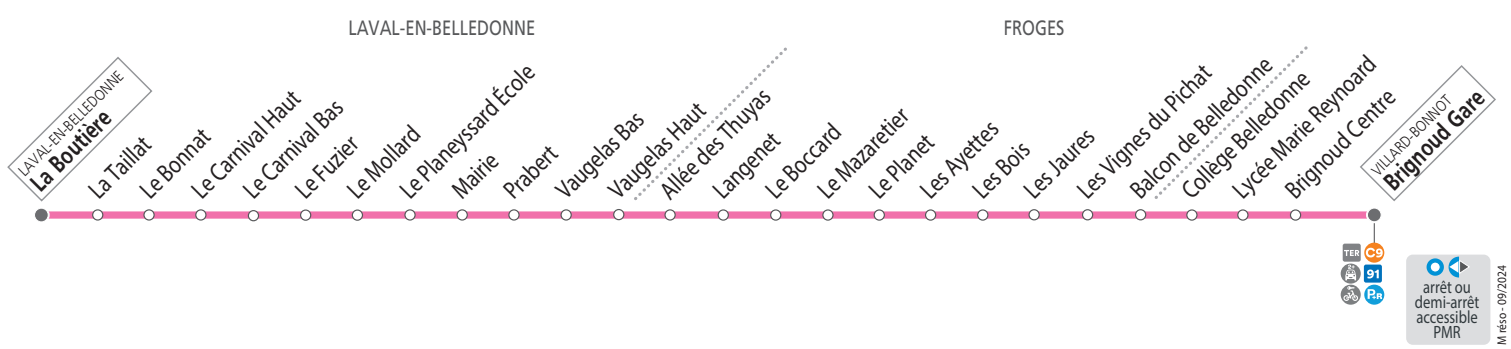 LAVAL-EN-BELLEDONNE
FROGES
LAVAL-EN-BELLEDONNE
La Boutière
La Taillat
Le Bonnat
Le Carnival Haut
Le Carnival Bas
Le Fuzier
Le Mollard
Le Planeyssard École
Mairie
Prabert
Vaugelas Bas
Vaugelas Haut
Allée des Thuyas
Langenet
Le Boccard
Le Mazaretier
Le Planet
Les Ayettes
Les Bois
Les Jaures
Les Vignes du Pichat
Balcon de Belledonne
Collège Belledonne
Lycée Marie Reynoard
Brignoud Centre
VILLARD-BONNOT
Brignoud Gare
TER C9
91
P+R
arrêt ou
demi-arrêt
accessible
PMR
M réso - 09/2024